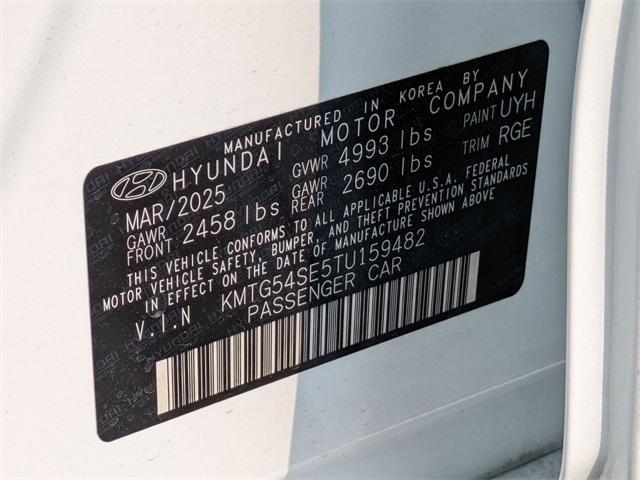 MANUFACTURED IN KOREA BY
HYUNDAI MOTOR COMPANY
MAR/2025 GVWR 4993 lbs PAINT UYH
GAWR FRONT 2458 lbs GAWR REAR 2690 lbs TRIM RGE
THIS VEHICLE CONFORMS TO ALL APPLICABLE U.S.A. FEDERAL
MOTOR VEHICLE SAFETY, BUMPER, AND THEFT PREVENTION STANDARDS
IN EFFECT ON THE DATE OF MANUFACTURE SHOWN ABOVE
V.I.N KMTG54SE5TU159482
PASSENGER CAR